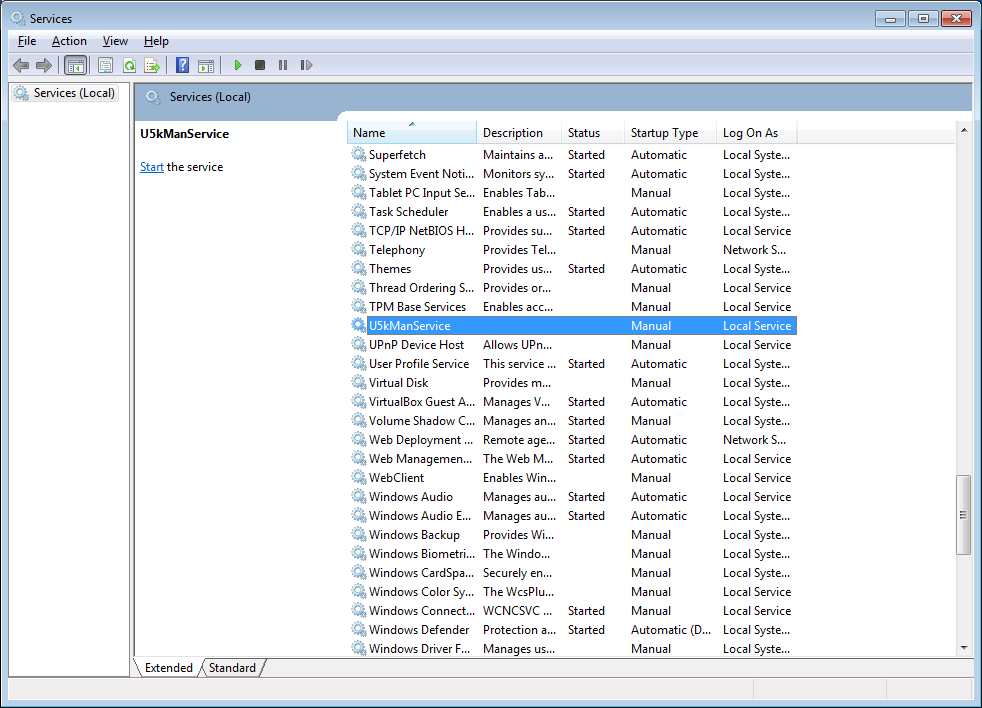 Services
File Action View Help
Services (Local)
Services (Local)
U5kManService
Start the service
Name Description Status Startup Type Log On As
Superfetch Maintains a... Started Automatic Local Syste...
System Event Noti... Monitors sy... Started Automatic Local Syste...
Tablet PC Input Se... Enables Tab... Manual Local Syste...
Task Scheduler Enables a us... Started Automatic Local Syste...
TCP/IP NetBIOS H... Provides su... Started Automatic Local Service
Telephony Provides Tel... Manual Network S...
Themes Provides us... Started Automatic Local Syste...
Thread Ordering S... Provides or... Manual Local Service
TPM Base Services Enables acc... Manual Local Service
U5kManService Manual Local Service
UPnP Device Host Allows UPn... Manual Local Service
User Profile Service This service ... Started Automatic Local Syste...
Virtual Disk Provides m... Manual Local Syste...
VirtualBox Guest A... Manages V... Started Automatic Local Syste...
Volume Shadow C... Manages an... Started Manual Local Syste...
Web Deployment ... Remote age... Started Automatic Network S...
Web Managemen... The Web M... Started Automatic Local Service
WebClient Enables Win... Manual Local Service
Windows Audio Manages au... Started Automatic Local Service
Windows Audio E... Manages au... Started Automatic Local Syste...
Windows Backup Provides Wi... Manual Local Syste...
Windows Biometri... The Windo... Manual Local Syste...
Windows CardSpa... Securely en... Manual Local Syste...
Windows Color Sy... The WcsPlu... Manual Local Service
Windows Connect... WCNCSVC ... Started Manual Local Service
Windows Defender Protection a... Started Automatic (D... Local Syste...
Windows Driver F... Manages us... Manual Local Syste...
Extended Standard